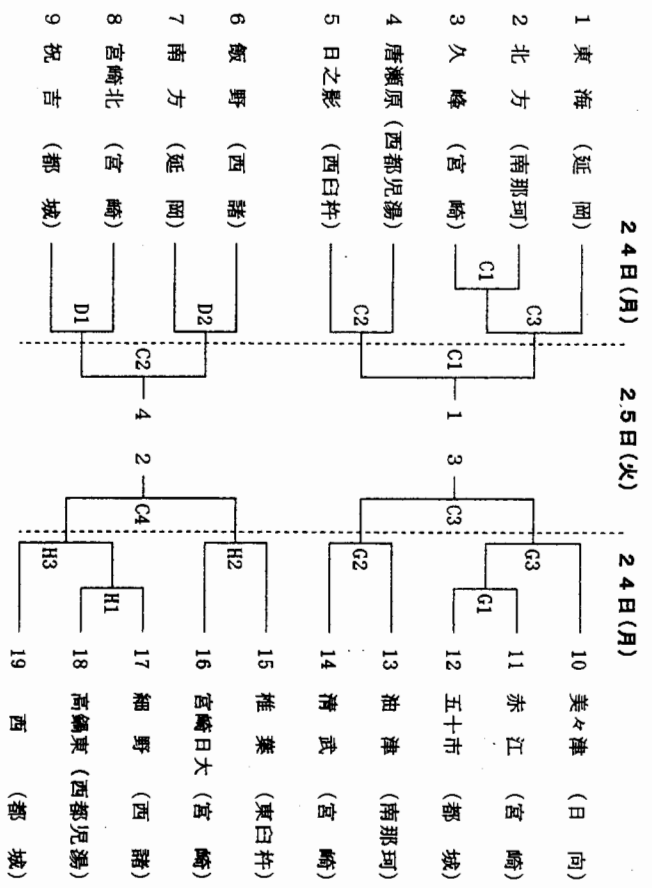 24日(月)
25日(火)
24日(月)
1 東海 (延岡)
2 北方 (南那珂)
3 久峰 (宮崎)
4 唐瀬原 (西都児湯)
5 日之影 (西臼杵)
6 飯野 (西諸)
7 南方 (延岡)
8 宮崎北 (宮崎)
9 祝吉 (都城)
C1
C3
C2
D2
D1
C1
C2
1
4
3
2
C3
C4
G3
G1
G2
H2
H1
H3
10 美々津 (日向)
11 赤江 (宮崎)
12 五十市 (都城)
13 油津 (南那珂)
14 清武 (宮崎)
15 椎葉 (東臼杵)
16 宮崎日大 (宮崎)
17 細野 (西諸)
18 高鍋東 (西都児湯)
19 西 (都城)